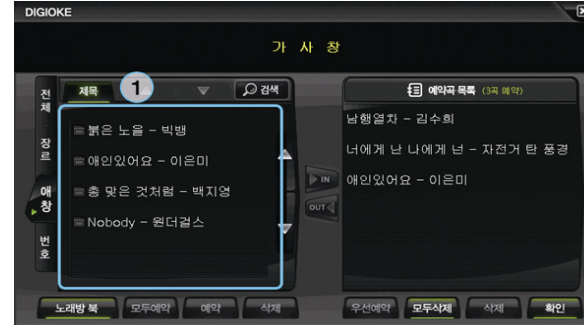 DIGIOKE
가 사 창
전체
장르
애창
번호
제목
1
검색
붉은 노을 – 빅뱅
애인있어요 – 이은미
총 맞은 것처럼 – 백지영
Nobody – 원더걸스
IN
OUT
예약곡 목록 (3곡 예약)
남행열차 – 김수희
너에게 난 나에게 넌 – 자전거 탄 풍경
애인있어요 – 이은미
노래방 북 모두예약 예약 삭제
우선예약 모두삭제 삭제 확인